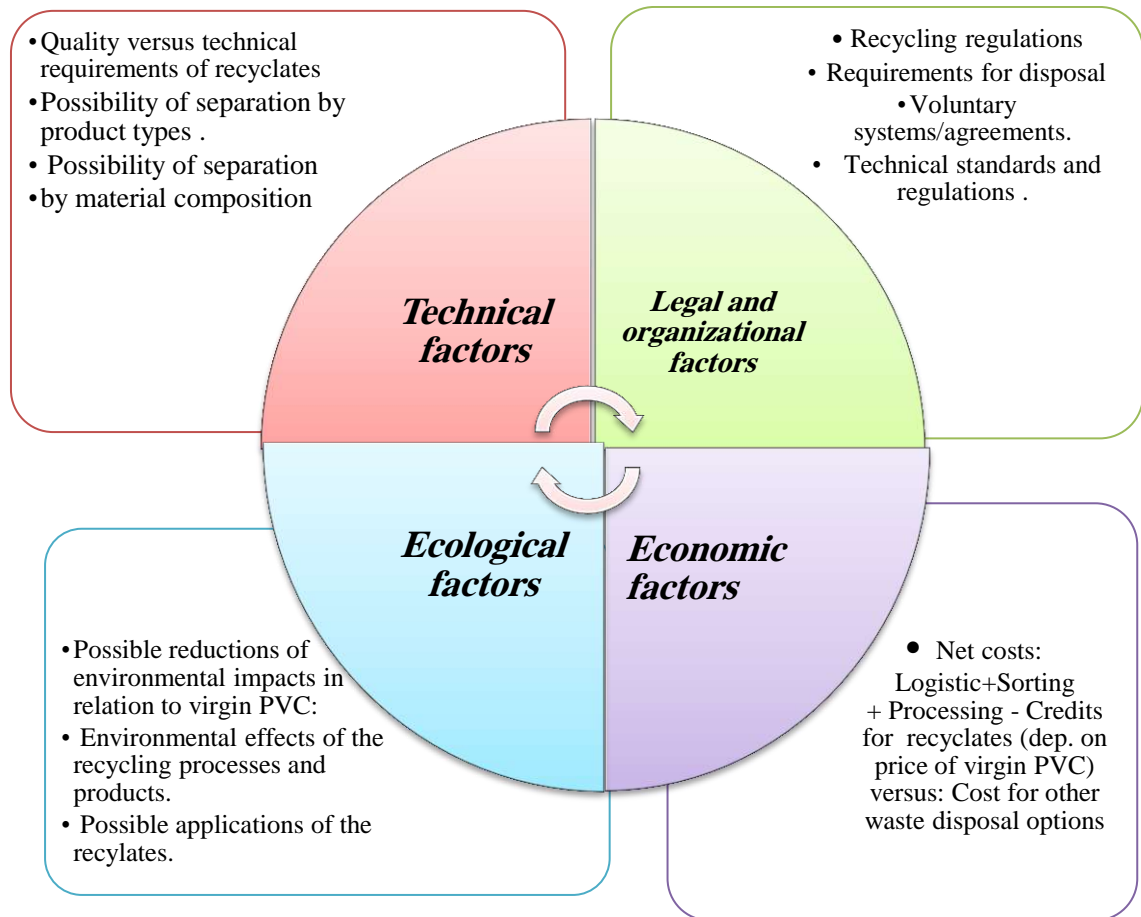 •Quality versus technical
requirements of recyclates
•Possibility of separation by
product types .
• Possibility of separation
•by material composition
• Recycling regulations
• Requirements for disposal
•Voluntary
systems/agreements.
• Technical standards and
regulations .
Technical
factors
Legal and
organizational
factors
Ecological
factors
Economic
factors
•Possible reductions of
environmental impacts in
relation to virgin PVC:
• Environmental effects of the
recycling processes and
products.
• Possible applications of the
recylates.
• Net costs:
Logistic+Sorting
+ Processing - Credits
for recyclates (dep. on
price of virgin PVC)
versus: Cost for other
waste disposal options